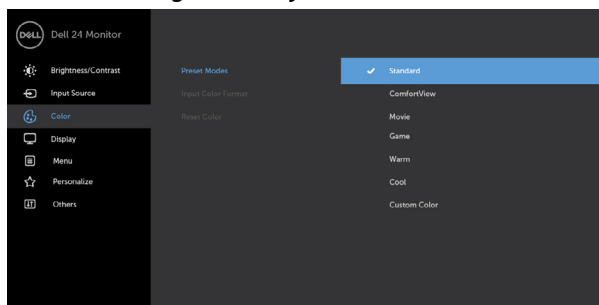 DELL Dell 24 Monitor
Brightness/Contrast Preset Modes Standard
Input Source Input Color Format ComfortView
Color Reset Color Movie
Display Game
Menu Warm
Personalize Cool
Others Custom Color